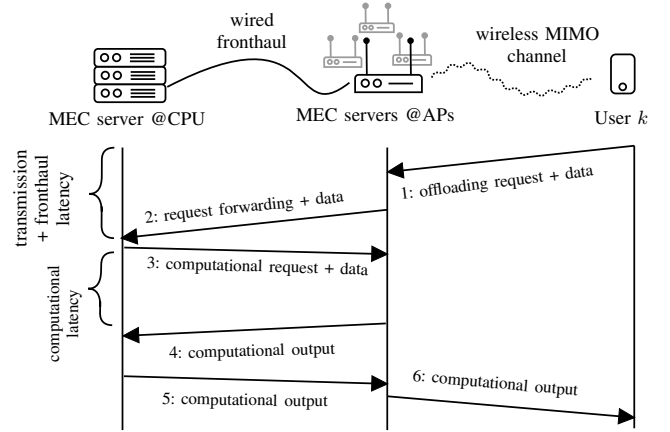 wired
fronthaul
wireless MIMO
channel
MEC server @CPU
MEC servers @APs
User k
transmission
+ fronthaul
latency
1: offloading request + data
2: request forwarding + data
3: computational request + data
computational
latency
4: computational output
5: computational output
6: computational output